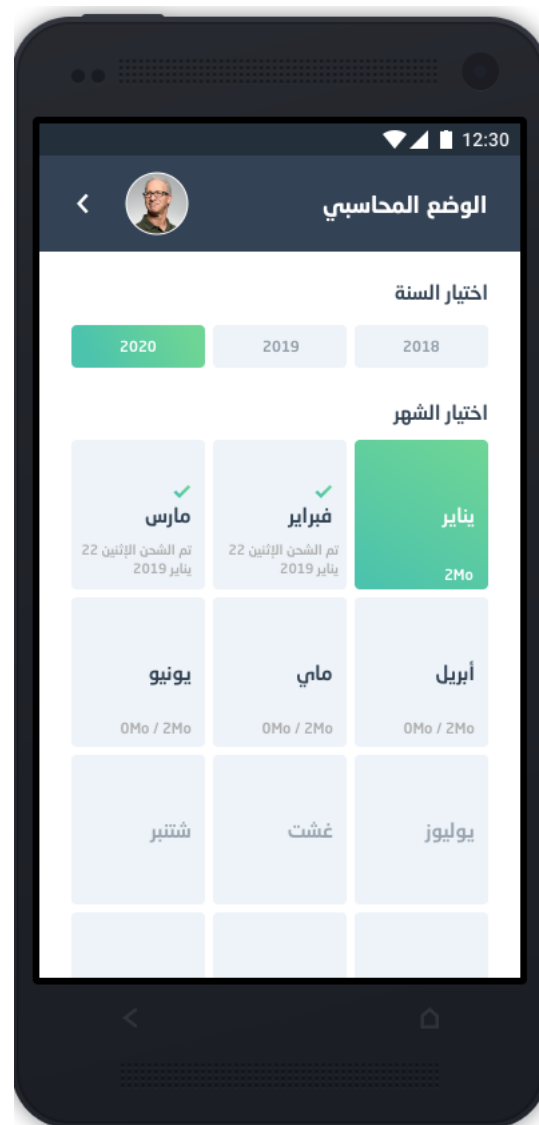 12:30
الوضع المحاسبي
اختيار السنة
2018
2019
2020
اختيار الشهر
يناير
2Mo
فبراير
تم الشحن الإثنين 22
يناير 2019
مارس
تم الشحن الإثنين 22
يناير 2019
أبريل
0Mo / 2Mo
ماي
0Mo / 2Mo
يونيو
0Mo / 2Mo
يوليوز
غشت
شتنبر